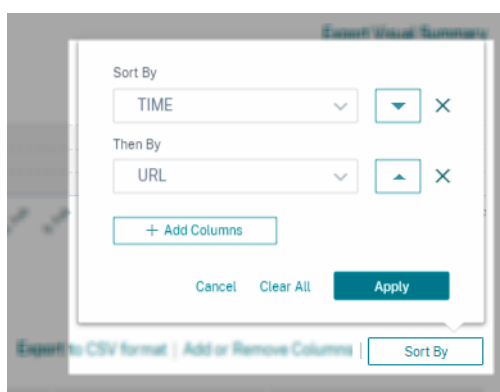 Export Visual Summary
Sort By
TIME
Then By
URL
+ Add Columns
Cancel Clear All Apply
Export to CSV format | Add or Remove Columns | Sort By